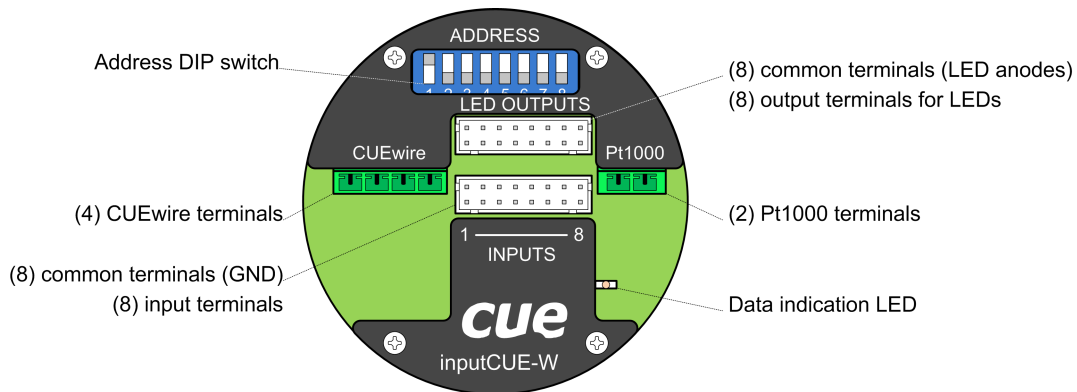 ADDRESS
Address DIP switch
1 2 3 4 5 6 7 8
(8) common terminals (LED anodes)
(8) output terminals for LEDs
LED OUTPUTS
CUEwire
Pt1000
(4) CUEwire terminals
(2) Pt1000 terminals
1 8
INPUTS
(8) common terminals (GND)
(8) input terminals
Data indication LED
cue
inputCUE-W